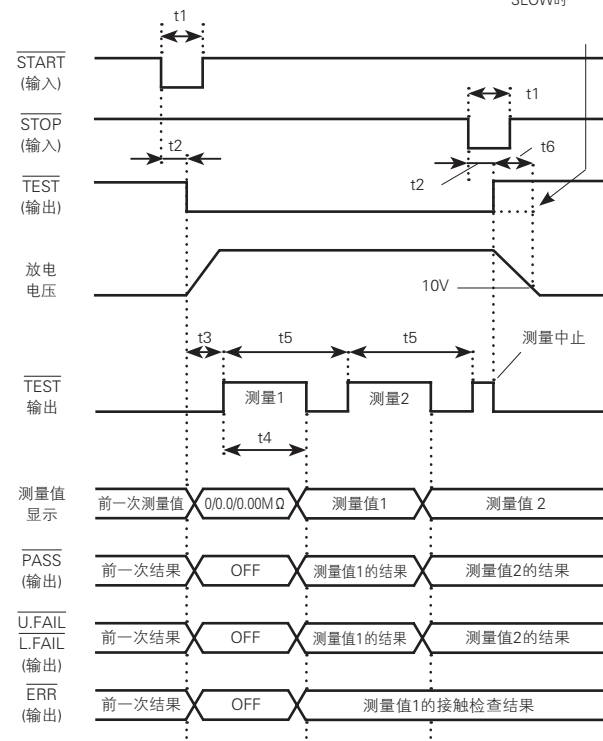 SLOW时
t1
START
(输入)
t1
STOP
(输入)
t2
t6
TEST
(输出)
t2
放电
电压
10V
t3
t5
t5
测量中止
TEST
输出
测量1
测量2
t4
测量值
显示
前一次测量值
0/0.0/0.00MΩ
测量值1
测量值 2
PASS
(输出)
前一次结果
OFF
测量值1的结果
测量值2的结果
U.FAIL
L.FAIL
(输出)
前一次结果
OFF
测量值1的结果
测量值2的结果
ERR
(输出)
前一次结果
OFF
测量值1的接触检查结果